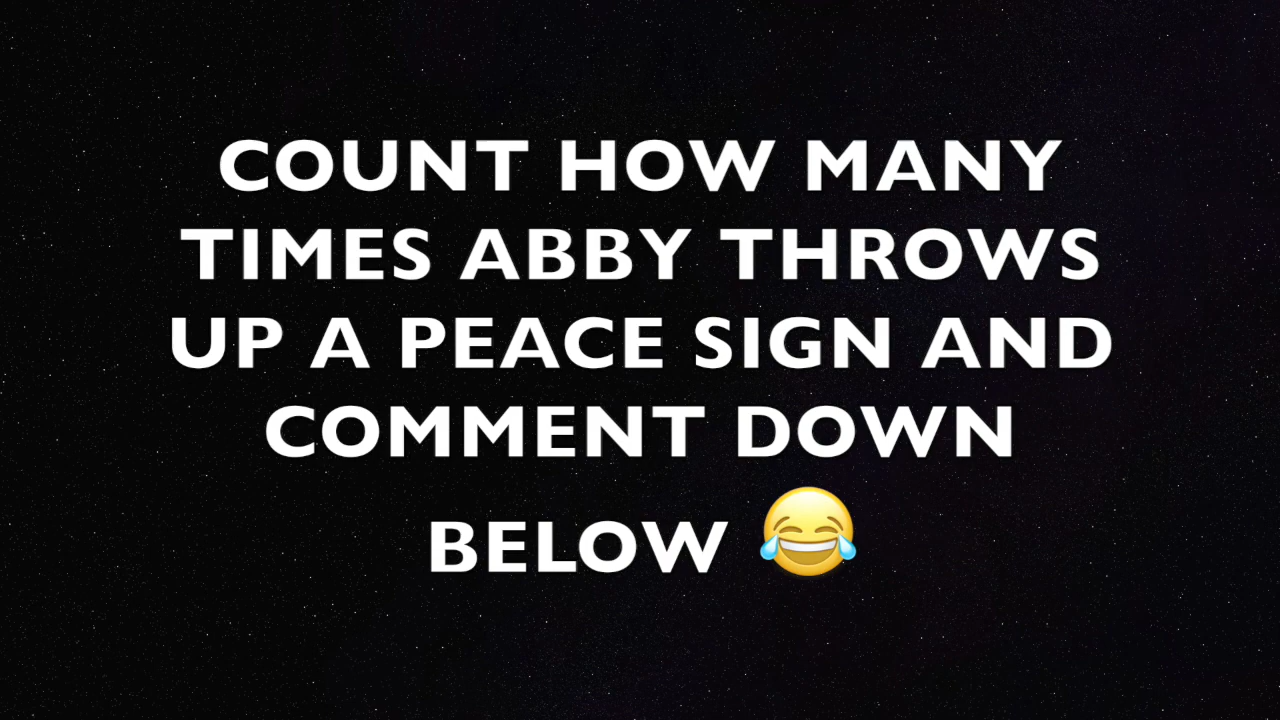 COUNT HOW MANY
TIMES ABBY THROWS
UP A PEACE SIGN AND
COMMENT DOWN
BELOW 😂